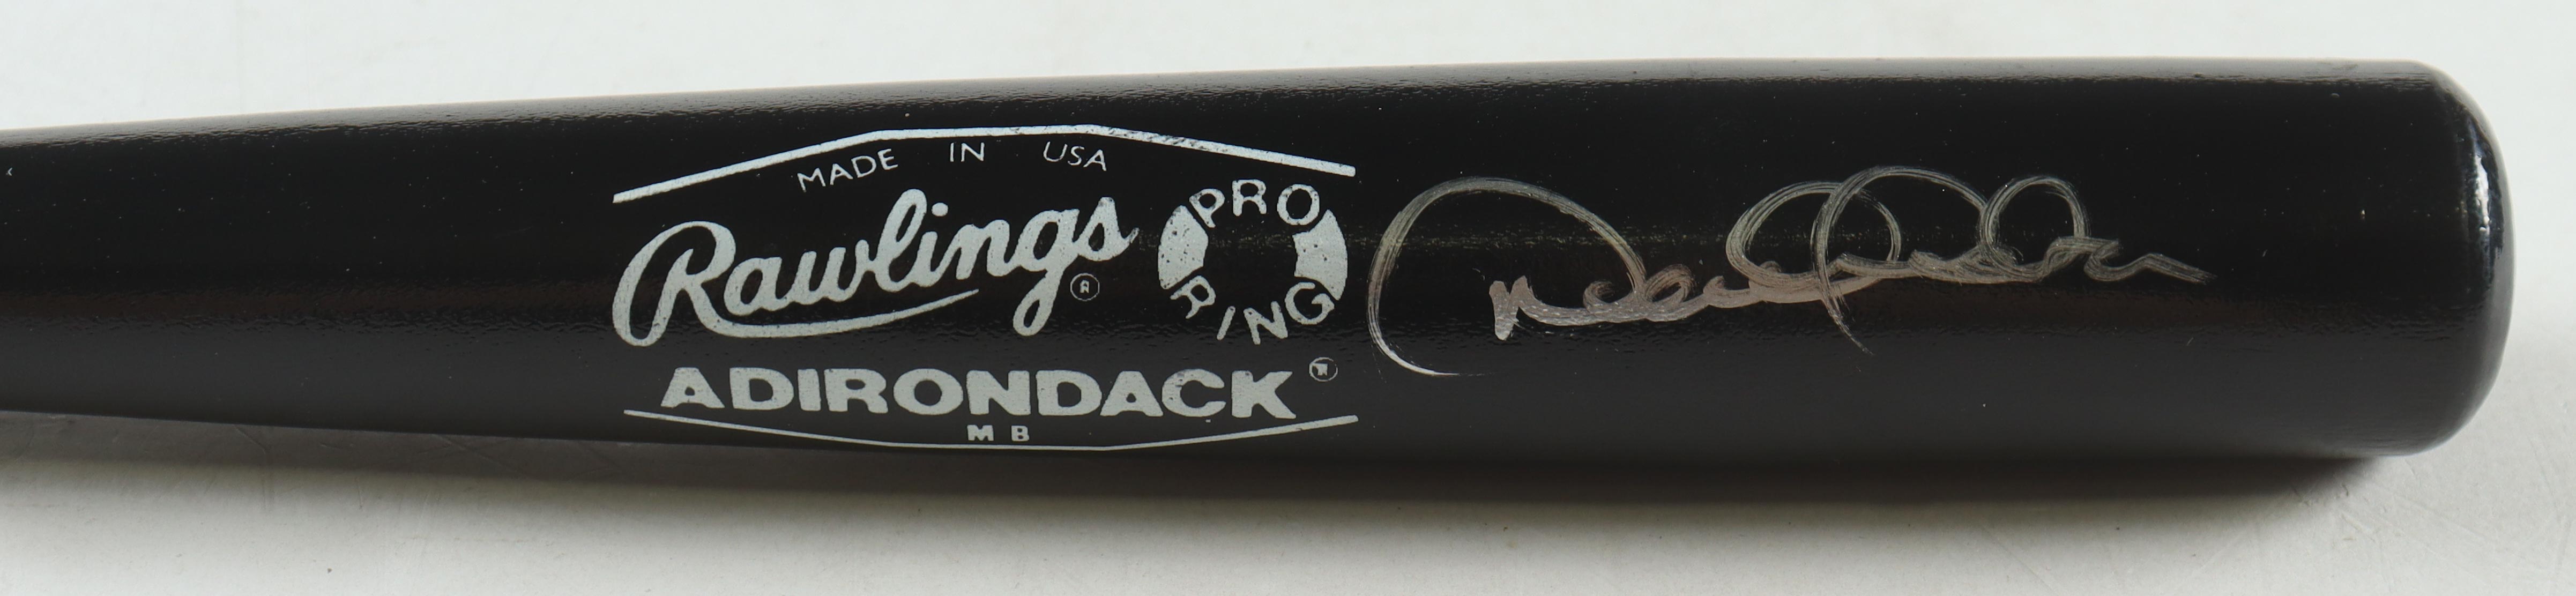 MADE IN USA
Rawlings ®
PRO RING
ADIRONDACK
MB